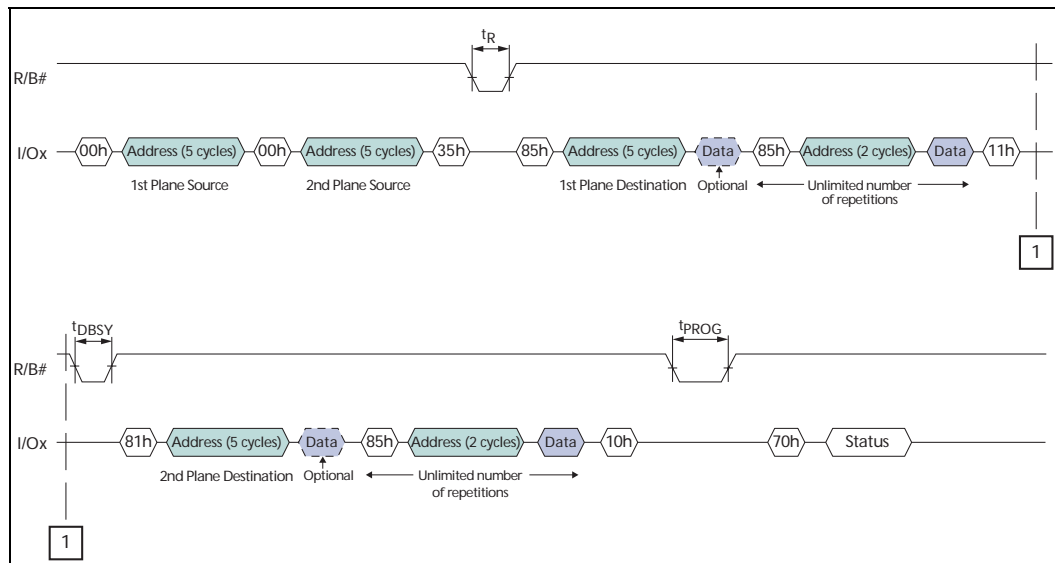 tR
R/B#
I/Ox 00h Address (5 cycles) 00h Address (5 cycles) 35h 85h Address (5 cycles) Data 85h Address (2 cycles) Data 11h
1st Plane Source 2nd Plane Source 1st Plane Destination Optional Unlimited number
of repetitions
1
tDBSY tPROG
R/B#
I/Ox 81h Address (5 cycles) Data 85h Address (2 cycles) Data 10h 70h Status
2nd Plane Destination Optional Unlimited number
of repetitions
1